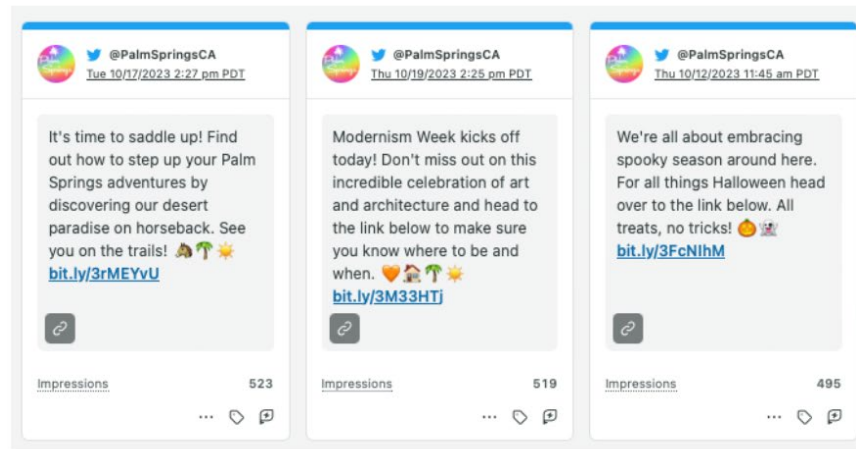 @PalmSpringsCA
Tue 10/17/2023 2:27 pm PDT
It's time to saddle up! Find
out how to step up your Palm
Springs adventures by
discovering our desert
paradise on horseback. See
you on the trails! 🐴🌴☀️
bit.ly/3rMEYvU
Impressions 523
@PalmSpringsCA
Thu 10/19/2023 2:25 pm PDT
Modernism Week kicks off
today! Don't miss out on this
incredible celebration of art
and architecture and head to
the link below to make sure
you know where to be and
when. 🧡🏠🌴☀️
bit.ly/3M33HTj
Impressions 519
@PalmSpringsCA
Thu 10/12/2023 11:45 am PDT
We're all about embracing
spooky season around here.
For all things Halloween head
over to the link below. All
treats, no tricks! 🎃👻
bit.ly/3FcNIhM
Impressions 495